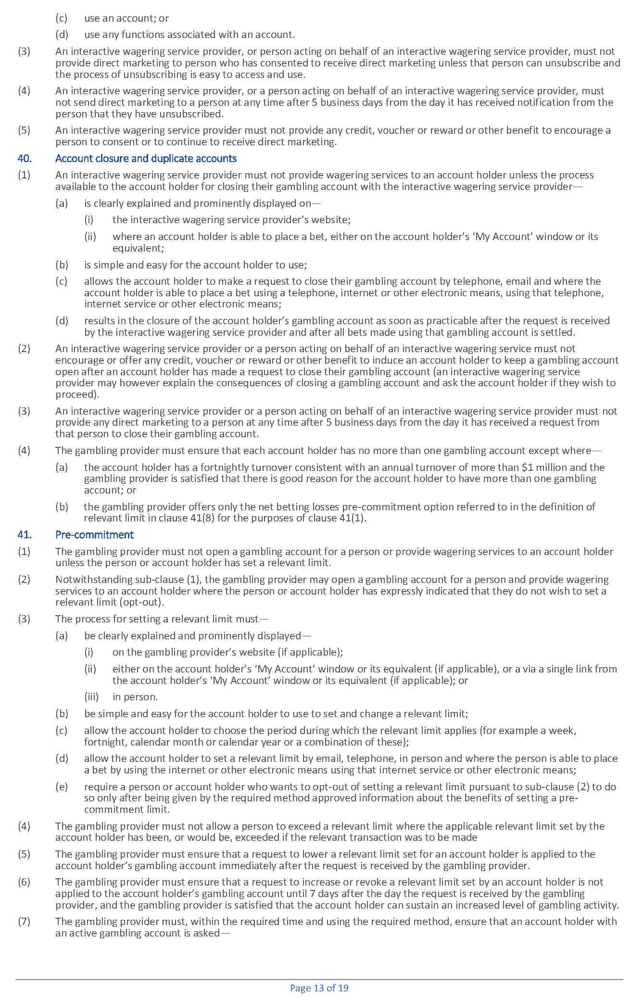 (c) use an account; or
(d) use any functions associated with an account.
(3) An interactive wagering service provider, or person acting on behalf of an interactive wagering service provider, must not
provide direct marketing to person who has consented to receive direct marketing unless that person can unsubscribe and
the process of unsubscribing is easy to access and use.
(4) An interactive wagering service provider, or a person acting on behalf of an interactive wagering service provider, must
not send direct marketing to a person at any time after 5 business days from the day it has received notification from the
person that they have unsubscribed.
(5) An interactive wagering service provider must not provide any credit, voucher or reward or other benefit to encourage a
person to consent or to continue to receive direct marketing.
40. Account closure and duplicate accounts
(1) An interactive wagering service provider must not provide wagering services to an account holder unless the process
available to the account holder for closing their gambling account with the interactive wagering service provider—
(a) is clearly explained and prominently displayed on—
(i) the interactive wagering service provider’s website;
(ii) where an account holder is able to place a bet, either on the account holder’s ‘My Account’ window or its
equivalent;
(b) is simple and easy for the account holder to use;
(c) allows the account holder to make a request to close their gambling account by telephone, email and where the
account holder is able to place a bet using a telephone, internet or other electronic means, using that telephone,
internet service or other electronic means;
(d) results in the closure of the account holder’s gambling account as soon as practicable after the request is received
by the interactive wagering service provider and after all bets made using that gambling account is settled.
(2) An interactive wagering service provider or a person acting on behalf of an interactive wagering service must not
encourage or offer any credit, voucher or reward or other benefit to induce an account holder to keep a gambling account
open after an account holder has made a request to close their gambling account (an interactive wagering service
provider may however explain the consequences of closing a gambling account and ask the account holder if they wish to
proceed).
(3) An interactive wagering service provider or a person acting on behalf of an interactive wagering service provider must not
provide any direct marketing to a person at any time after 5 business days from the day it has received a request from
that person to close their gambling account.
(4) The gambling provider must ensure that each account holder has no more than one gambling account except where—
(a) the account holder has a fortnightly turnover consistent with an annual turnover of more than $1 million and the
gambling provider is satisfied that there is good reason for the account holder to have more than one gambling
account; or
(b) the gambling provider offers only the net betting losses pre-commitment option referred to in the definition of
relevant limit in clause 41(8) for the purposes of clause 41(1).
41. Pre-commitment
(1) The gambling provider must not open a gambling account for a person or provide wagering services to an account holder
unless the person or account holder has set a relevant limit.
(2) Notwithstanding sub-clause (1), the gambling provider may open a gambling account for a person and provide wagering
services to an account holder where the person or account holder has expressly indicated that they do not wish to set a
relevant limit (opt-out).
(3) The process for setting a relevant limit must—
(a) be clearly explained and prominently displayed—
(i) on the gambling provider’s website (if applicable);
(ii) either on the account holder’s ‘My Account’ window or its equivalent (if applicable), or a via a single link from
the account holder’s ‘My Account’ window or its equivalent (if applicable); or
(iii) in person.
(b) be simple and easy for the account holder to use to set and change a relevant limit;
(c) allow the account holder to choose the period during which the relevant limit applies (for example a week,
fortnight, calendar month or calendar year or a combination of these);
(d) allow the account holder to set a relevant limit by email, telephone, in person and where the person is able to place
a bet by using the internet or other electronic means using that internet service or other electronic means;
(e) require a person or account holder who wants to opt-out of setting a relevant limit pursuant to sub-clause (2) to do
so only after being given by the required method approved information about the benefits of setting a pre-
commitment limit.
(4) The gambling provider must not allow a person to exceed a relevant limit where the applicable relevant limit set by the
account holder has been, or would be, exceeded if the relevant transaction was to be made
(5) The gambling provider must ensure that a request to lower a relevant limit set for an account holder is applied to the
account holder’s gambling account immediately after the request is received by the gambling provider.
(6) The gambling provider must ensure that a request to increase or revoke a relevant limit set by an account holder is not
applied to the account holder’s gambling account until 7 days after the day the request is received by the gambling
provider, and the gambling provider is satisfied that the account holder can sustain an increased level of gambling activity.
(7) The gambling provider must, within the required time and using the required method, ensure that an account holder with
an active gambling account is asked—
Page 13 of 19